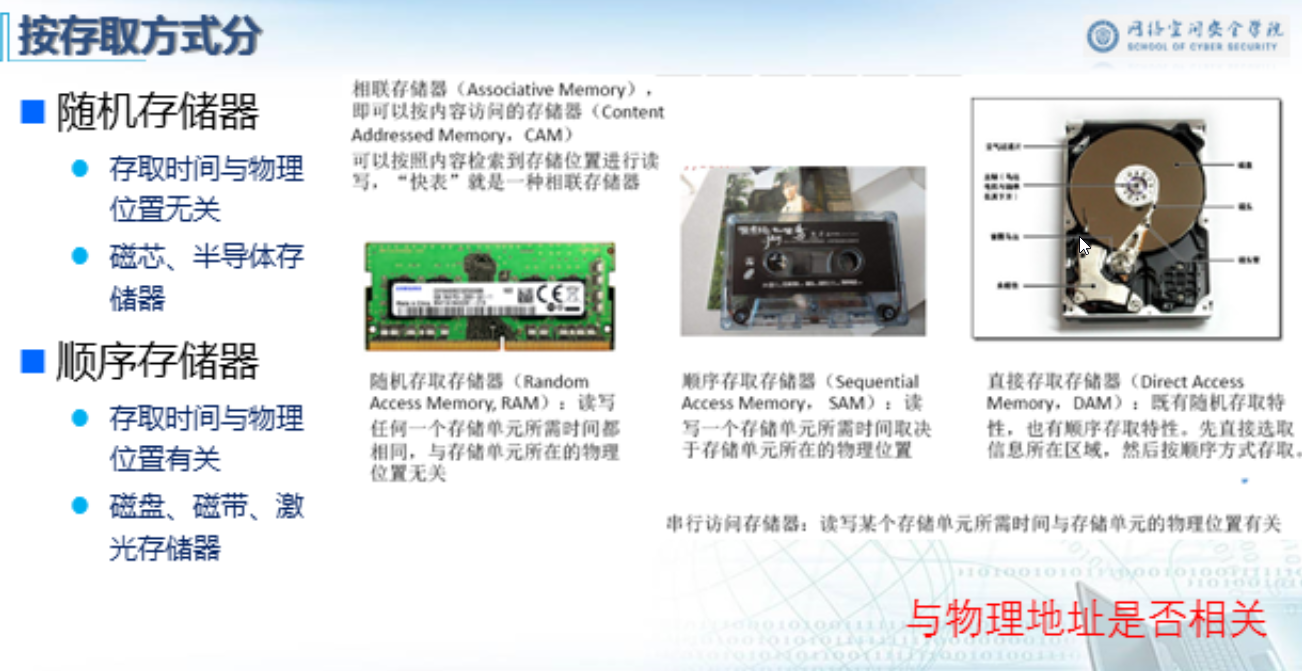 按存取方式分
网络空间安全学院
SCHOOL OF CYBER SECURITY
随机存储器
存取时间与物理
位置无关
磁芯、半导体存
储器
顺序存储器
存取时间与物理
位置有关
磁盘、磁带、激
光存储器
相联存储器（Associative Memory），
即可以按内容访问的存储器（Content
Addressed Memory，CAM）
可以按照内容检索到存储位置进行读
写，“快表”就是一种相联存储器
随机存取存储器（Random
Access Memory, RAM）：读写
任何一个存储单元所需时间都
相同，与存储单元所在的物理
位置无关
顺序存取存储器（Sequential
Access Memory， SAM）：读
写一个存储单元所需时间取决
于存储单元所在的物理位置
磁盘
磁头
直接存取存储器（Direct Access
Memory，DAM）：既有随机存取特
性，也有顺序存取特性。先直接选取
信息所在区域，然后按顺序方式存取。
串行访问存储器：读写某个存储单元所需时间与存储单元的物理位置有关
与物理地址是否相关